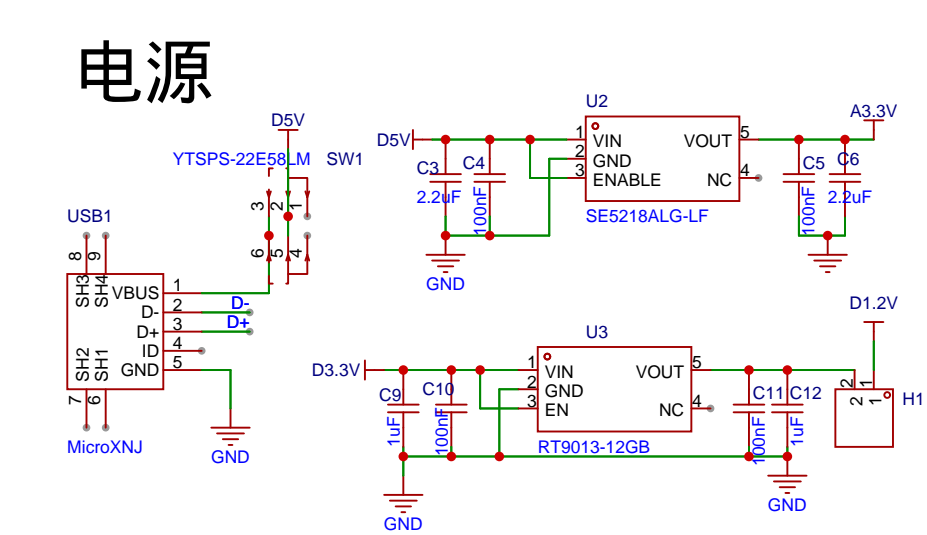 电源
D5V
YTSPS-22E58LM SW1
3 2 1
6 5 4
USB1
8 9
SH3 SH4
VBUS 1
D- 2 D-
D+ 3 D+
ID 4
GND 5
SH2 SH1
7 6
MicroXNJ
GND
U2
D5V
1 VIN
2 GND
3 ENABLE
VOUT 5
NC 4
SE5218ALG-LF
C3 C4
2.2uF 100nF
GND
A3.3V
C5 C6
100nF 2.2uF
U3
D3.3V
1 VIN
2 GND
3 EN
VOUT 5
NC 4
RT9013-12GB
C9 C10
1uF 100nF
GND
C11 C12
100nF 1uF
GND
D1.2V
2 1
2 1
H1